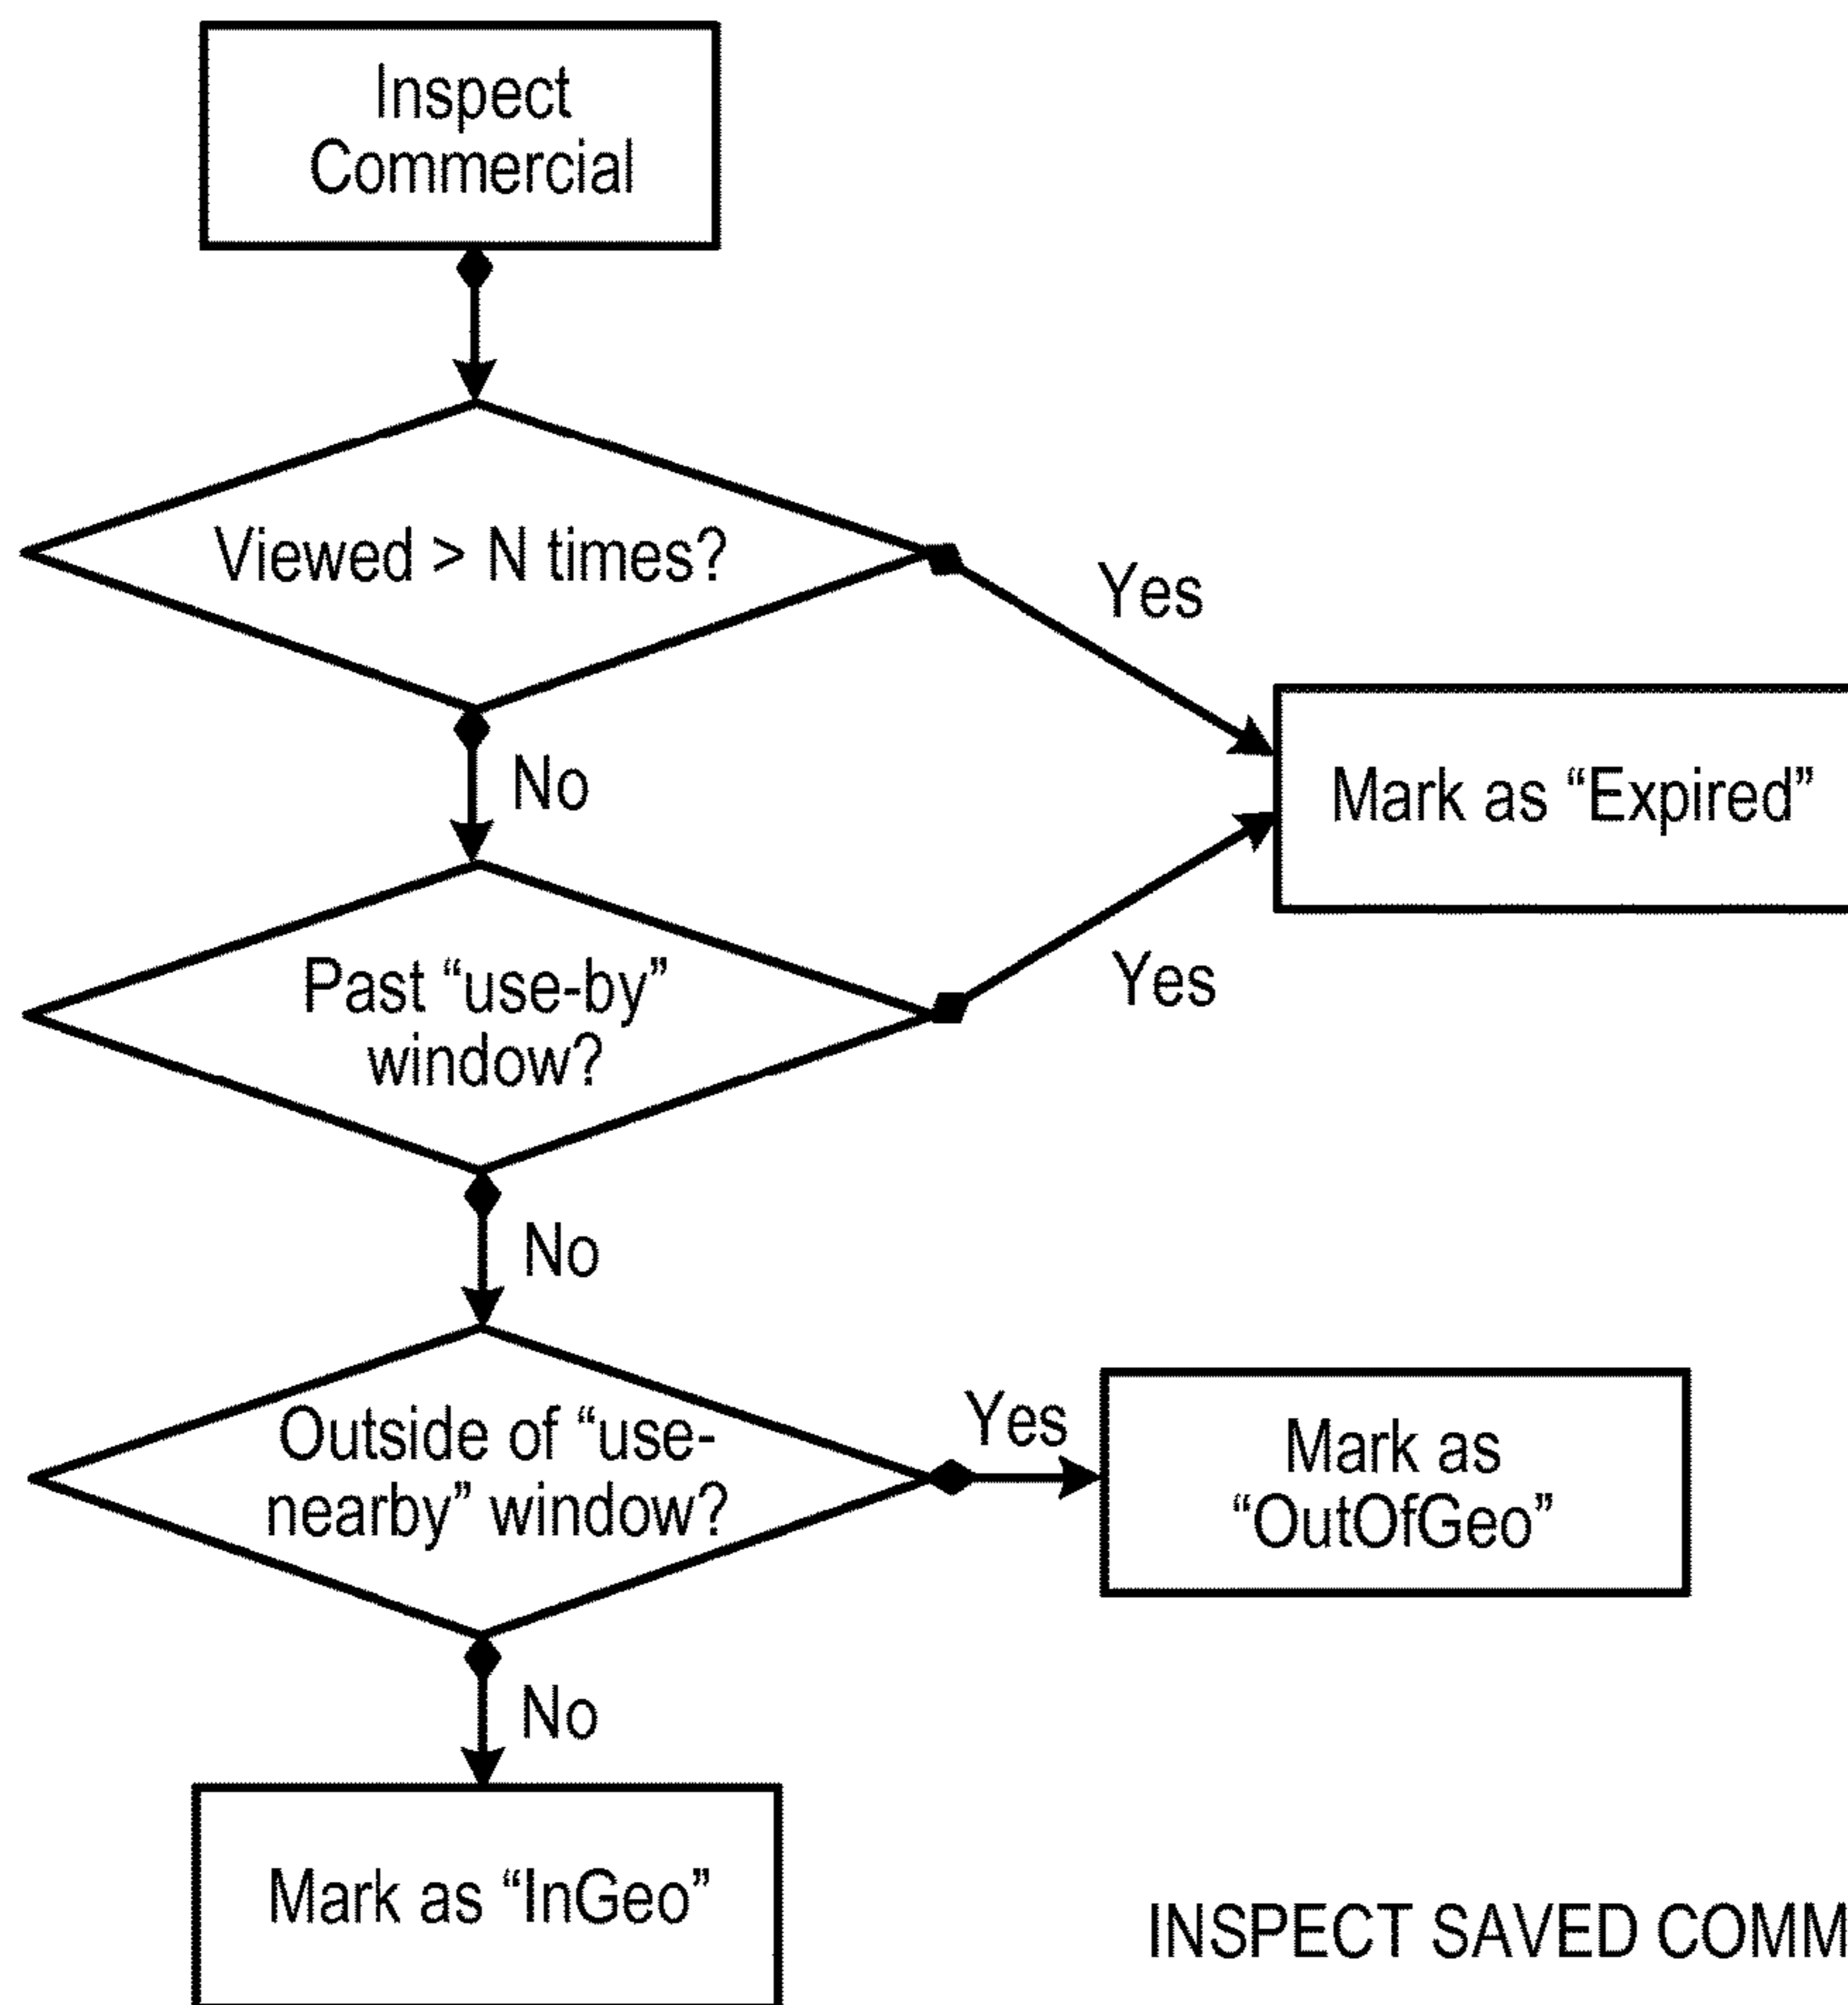 Inspect
Commercial
Viewed > N times?
Yes
No
Mark as “Expired”
Past “use-by”
window?
Yes
No
Outside of “use-
nearby” window?
Yes
Mark as
“OutOfGeo”
No
Mark as “InGeo”
INSPECT SAVED COMM